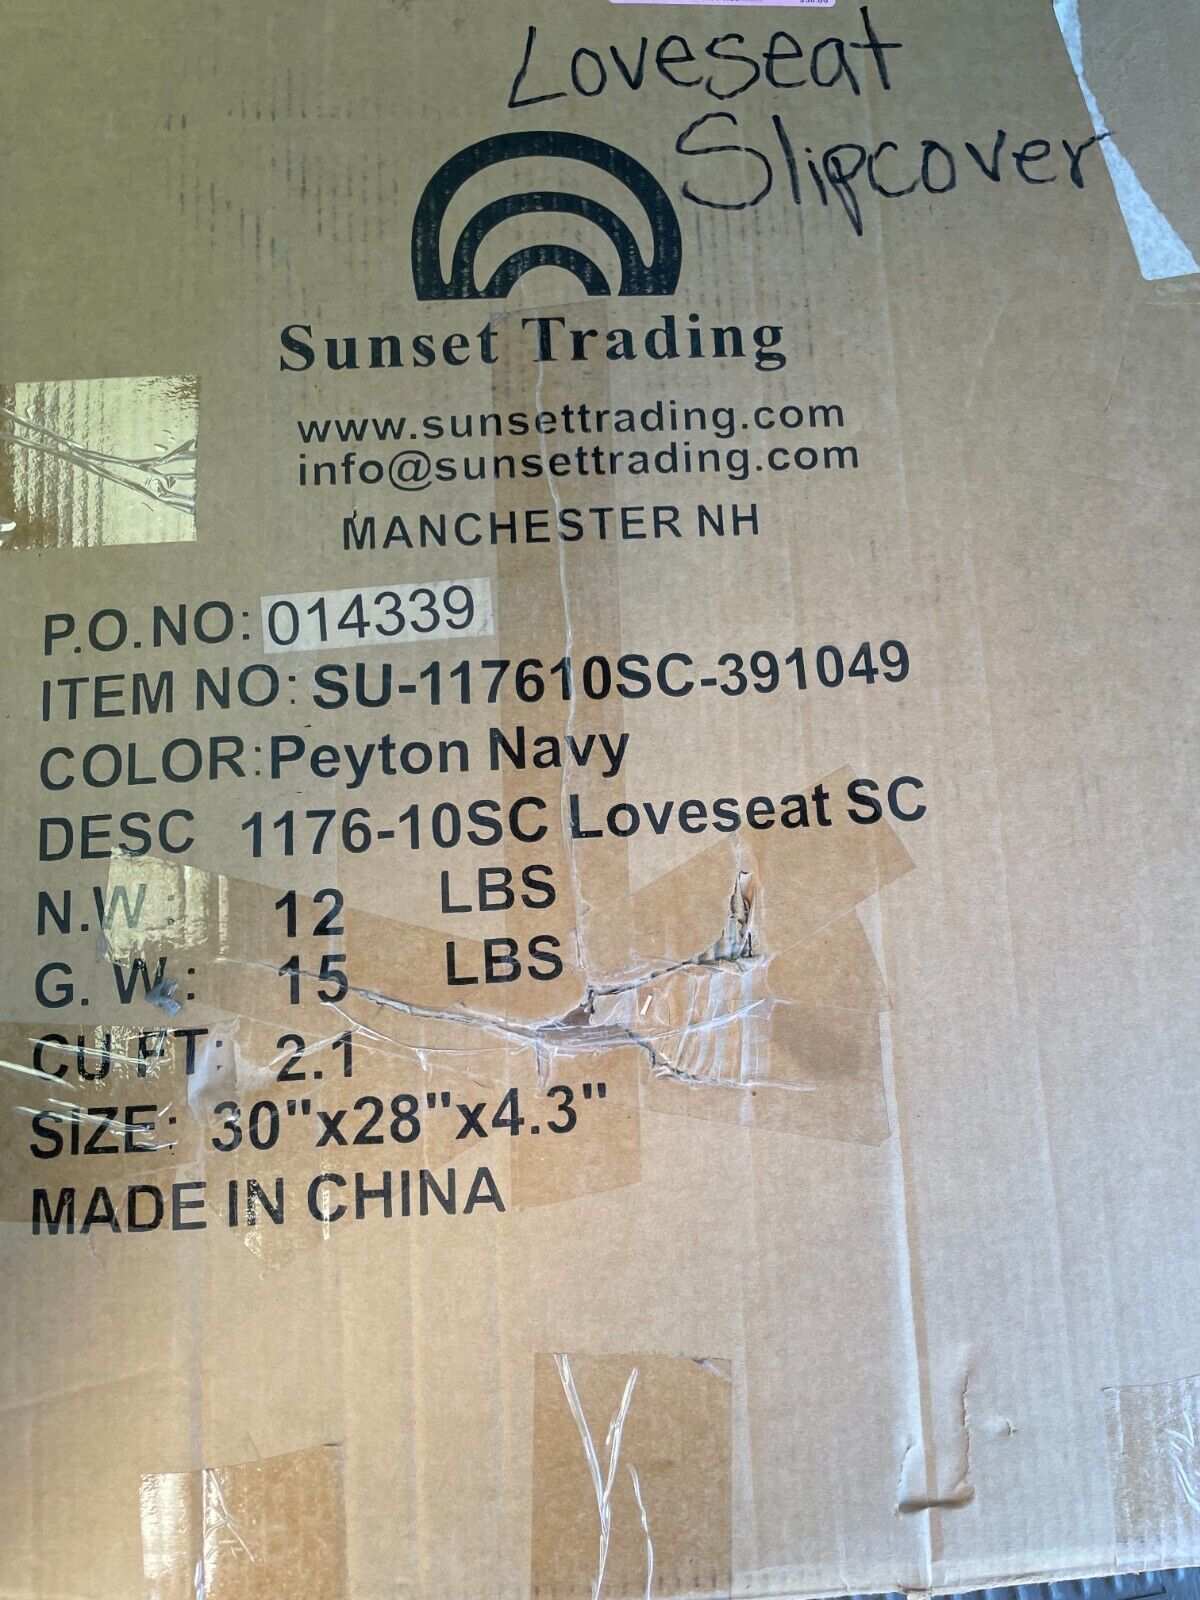 Loveseat
Slipcover
Sunset Trading
www.sunsettrading.com
info@sunsettrading.com
MANCHESTER NH
P.O.NO: 014339
ITEM NO: SU-117610SC-391049
COLOR:Peyton Navy
DESC 1176-10SC Loveseat SC
N.W: 12 LBS
G. W: 15 LBS
CU FT: 2.1
SIZE: 30"x28"x4.3"
MADE IN CHINA